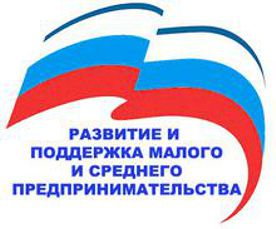 РАЗВИТИЕ И
ПОДДЕРЖКА МАЛОГО
И СРЕДНЕГО
ПРЕДПРИНИМАТЕЛЬСТВА